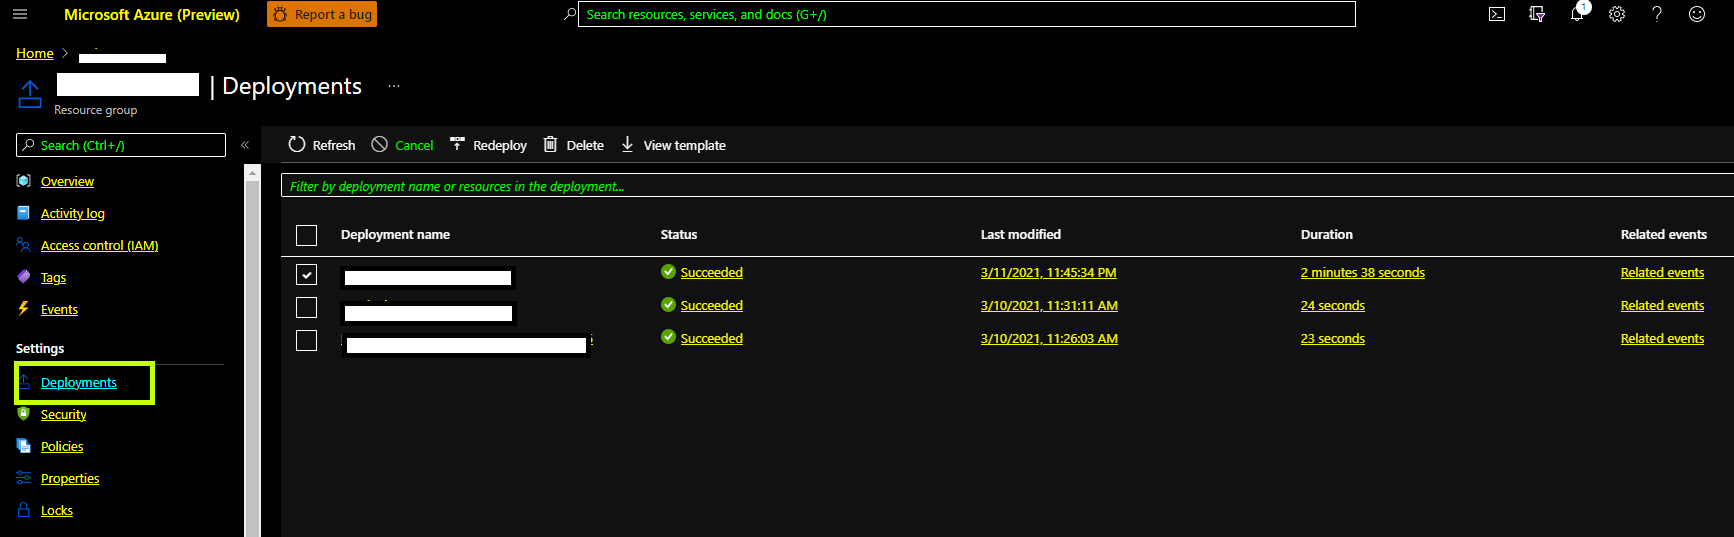 Microsoft Azure (Preview) Report a bug Search resources, services, and docs (G+/) 1
Home >
| Deployments ...
Resource group
Search (Ctrl+/) «
Refresh Cancel Redeploy Delete View template
Overview
Filter by deployment name or resources in the deployment...
Activity log
Access control (IAM)
Tags
Events
Settings
Deployments
Security
Policies
Properties
Locks
Deployment name Status Last modified Duration Related events
Succeeded 3/11/2021, 11:45:34 PM 2 minutes 38 seconds Related events
Succeeded 3/10/2021, 11:31:11 AM 24 seconds Related events
Succeeded 3/10/2021, 11:26:03 AM 23 seconds Related events